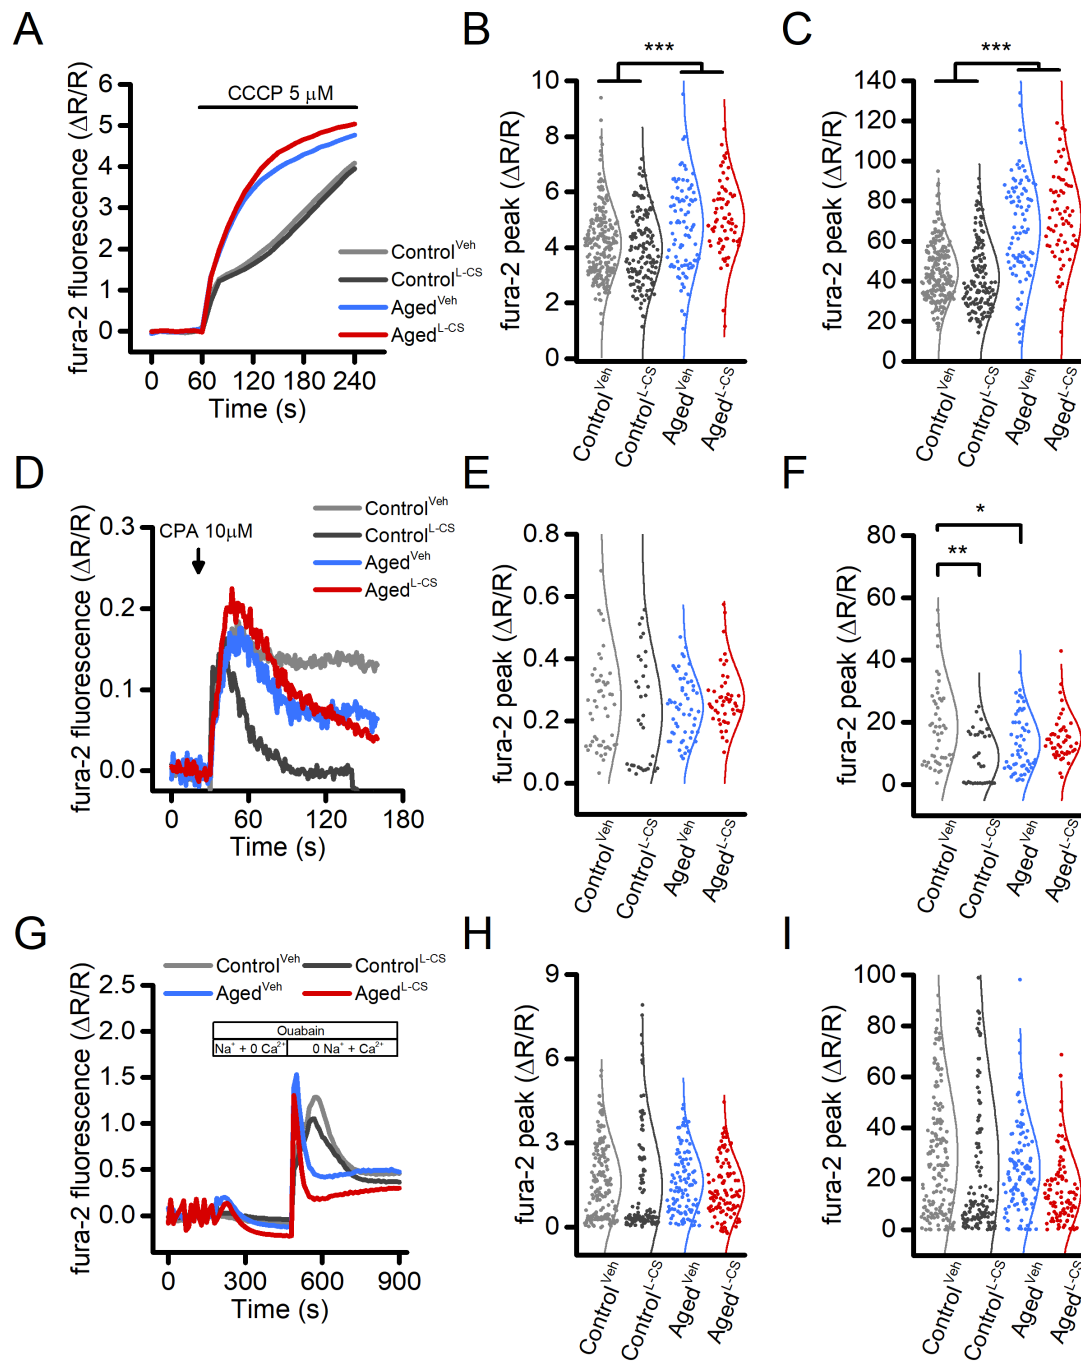 A
B
C
CCCP 5 μM
fura-2 fluorescence (ΔR/R)
6
5
4
3
2
1
0
Control^Veh
Control^L-CS
Aged^Veh
Aged^L-CS
0 60 120 180 240
Time (s)
***
fura-2 peak (ΔR/R)
10
8
6
4
2
0
Control^Veh
Control^L-CS
Aged^Veh
Aged^L-CS
***
fura-2 peak (ΔR/R)
140
120
100
80
60
40
20
0
Control^Veh
Control^L-CS
Aged^Veh
Aged^L-CS
D
E
F
Control^Veh
Control^L-CS
Aged^Veh
Aged^L-CS
CPA 10μM
fura-2 fluorescence (ΔR/R)
0.3
0.2
0.1
0.0
0 60 120 180
Time (s)
fura-2 peak (ΔR/R)
0.8
0.6
0.4
0.2
0.0
Control^Veh
Control^L-CS
Aged^Veh
Aged^L-CS
*
**
fura-2 peak (ΔR/R)
80
60
40
20
0
Control^Veh
Control^L-CS
Aged^Veh
Aged^L-CS
G
H
I
Control^Veh Control^L-CS
Aged^Veh Aged^L-CS
Ouabain
Na⁺ + 0 Ca²⁺ 0 Na⁺ + Ca²⁺
fura-2 fluorescence (ΔR/R)
2.5
2.0
1.5
1.0
0.5
0.0
0 300 600 900
Time (s)
fura-2 peak (ΔR/R)
9
6
3
0
Control^Veh
Control^L-CS
Aged^Veh
Aged^L-CS
fura-2 peak (ΔR/R)
100
80
60
40
20
0
Control^Veh
Control^L-CS
Aged^Veh
Aged^L-CS